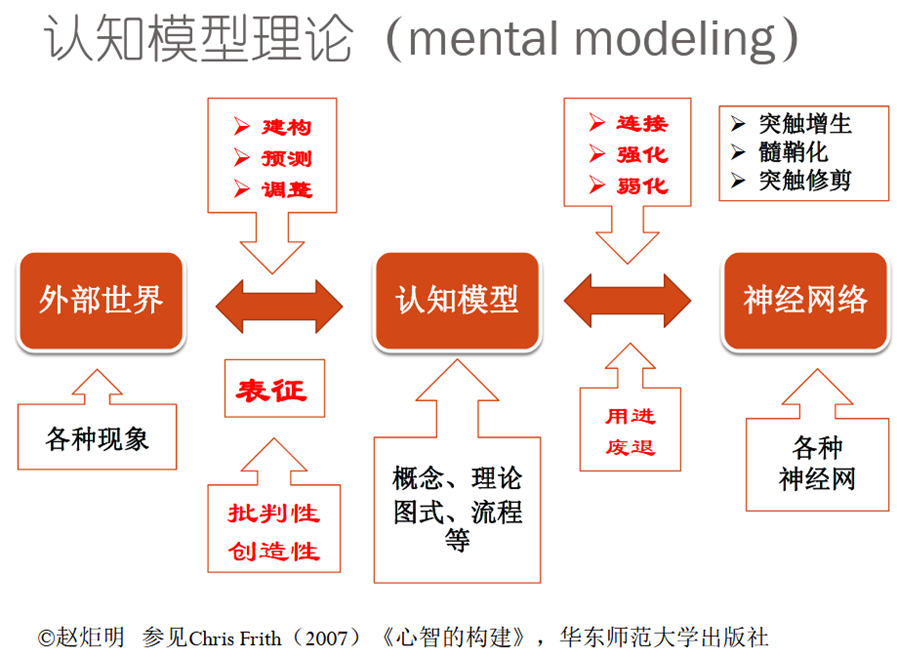 认知模型理论（mental modeling）
建构
预测
调整
连接
强化
弱化
突触增生
髓鞘化
突触修剪
外部世界
认知模型
神经网络
表征
各种现象
批判性
创造性
概念、理论
图式、流程
等
用进
废退
各种
神经网
©赵炬明 参见Chris Frith（2007）《心智的构建》，华东师范大学出版社